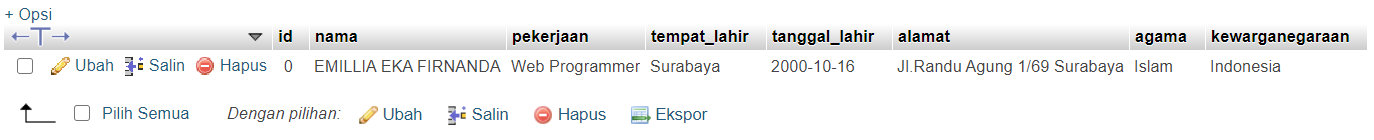 + Opsi
←T→ id nama pekerjaan tempat_lahir tanggal_lahir alamat agama kewarganegaraan
Ubah Salin Hapus 0 EMILLIA EKA FIRNANDA Web Programmer Surabaya 2000-10-16 Jl.Randu Agung 1/69 Surabaya Islam Indonesia
Pilih Semua Dengan pilihan: Ubah Salin Hapus Ekspor